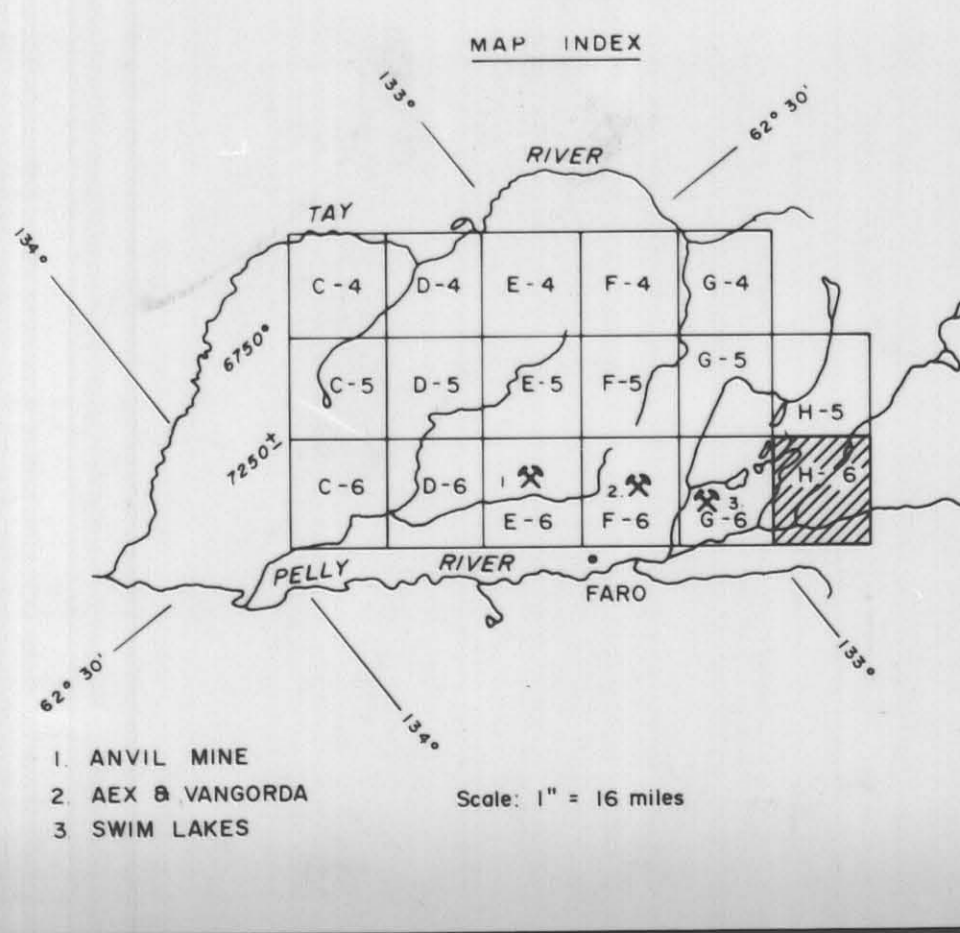 MAP INDEX
133°
62° 30'
RIVER
TAY
134°
C-4 D-4 E-4 F-4 G-4
6750°
G-5
C-5 D-5 E-5 F-5
H-5
7250±
C-6 D-6 1 2. 3. H-6
E-6 F-6 G-6
PELLY RIVER
FARO
62° 30'
134°
133°
1. ANVIL MINE
2. AEX & VANGORDA
3 SWIM LAKES
Scale: 1" = 16 miles